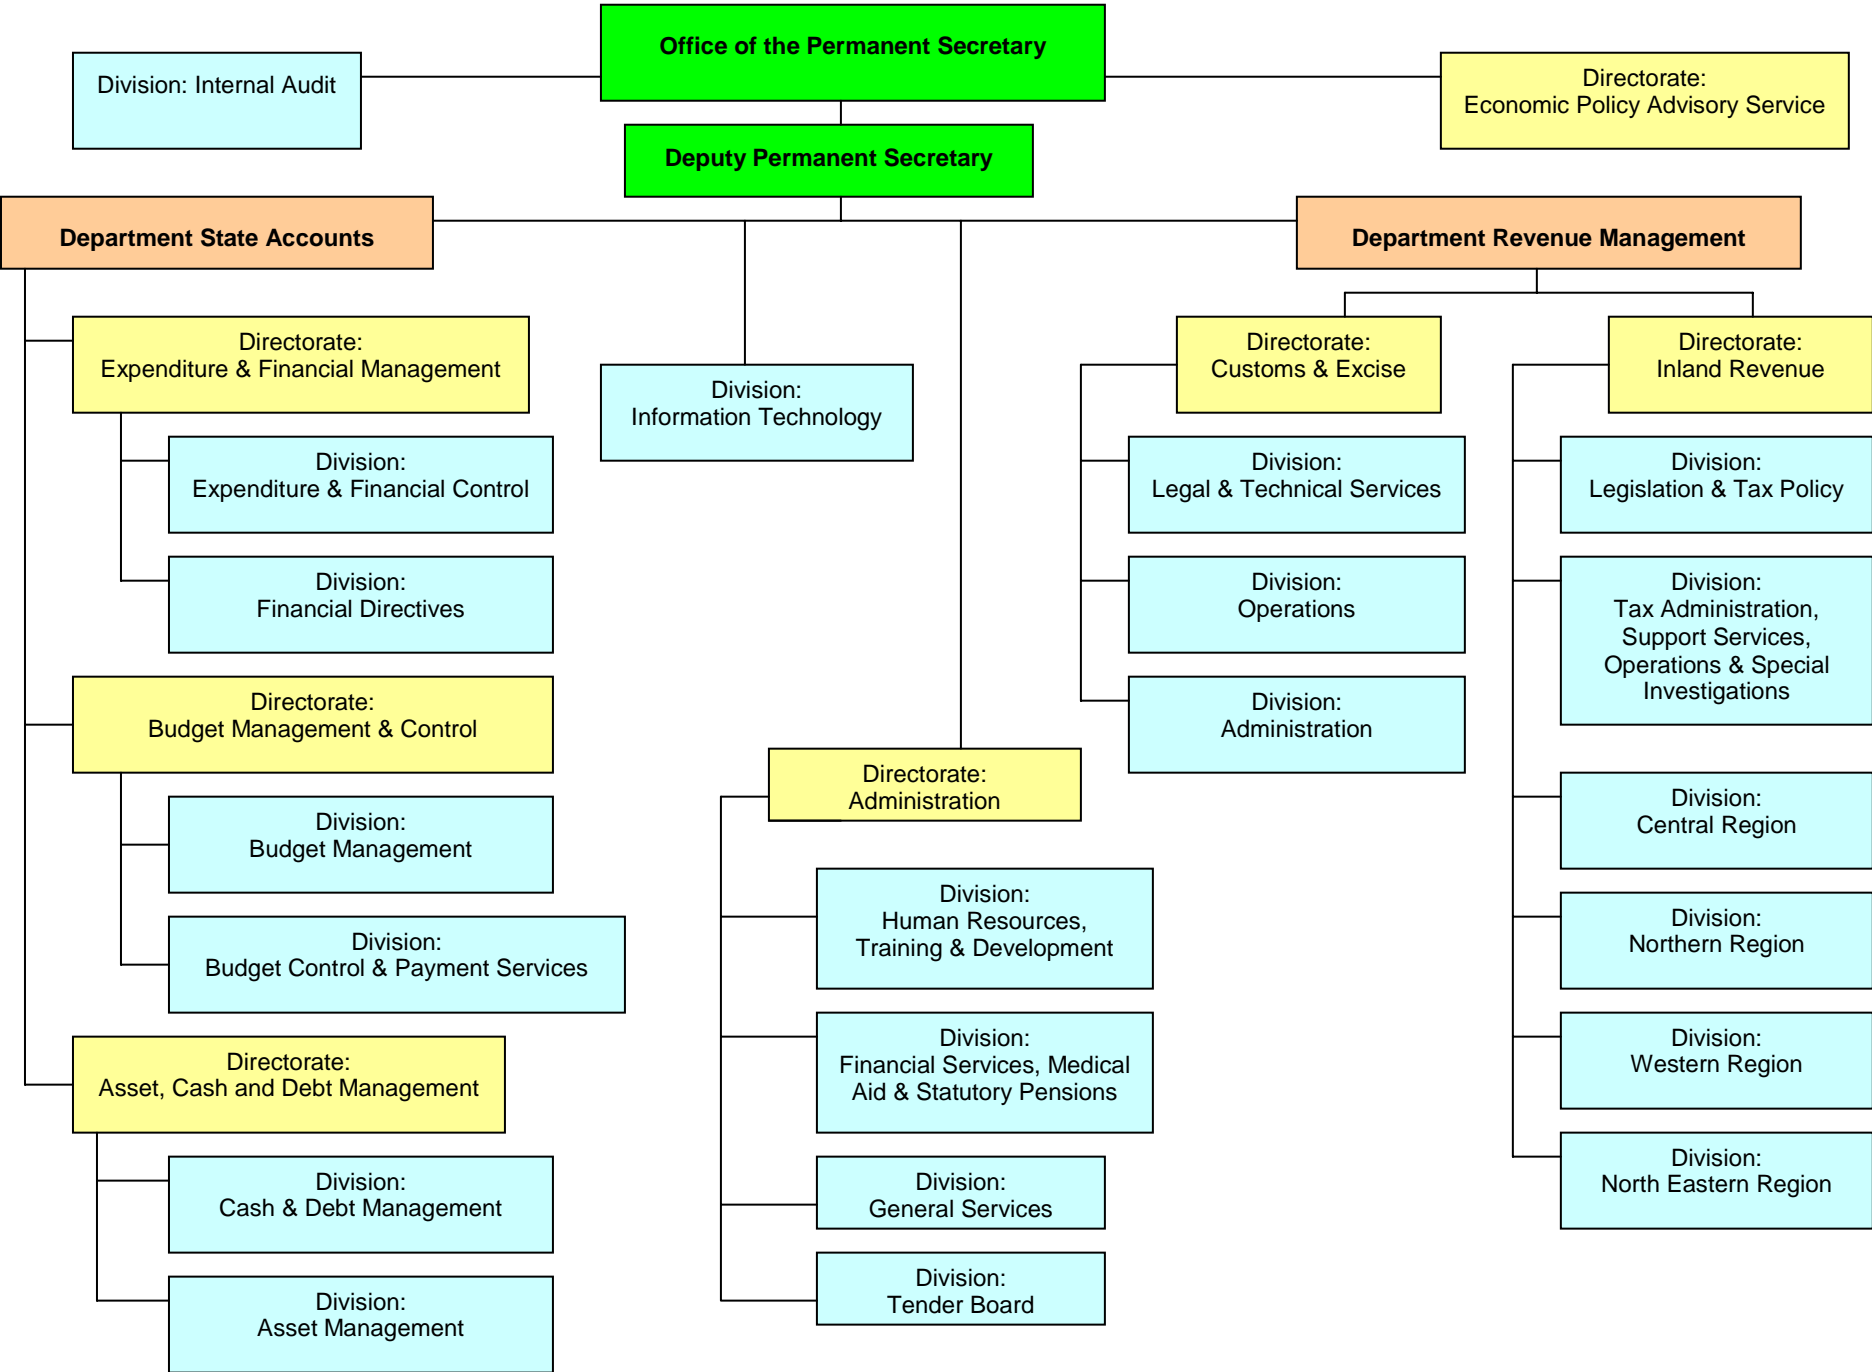 Office of the Permanent Secretary
Division: Internal Audit
Directorate:
Economic Policy Advisory Service
Deputy Permanent Secretary
Department State Accounts
Directorate:
Expenditure & Financial Management
Division:
Expenditure & Financial Control
Division:
Financial Directives
Directorate:
Budget Management & Control
Division:
Budget Management
Division:
Budget Control & Payment Services
Directorate:
Asset, Cash and Debt Management
Division:
Cash & Debt Management
Division:
Asset Management
Division:
Information Technology
Directorate:
Administration
Division:
Human Resources,
Training & Development
Division:
Financial Services, Medical
Aid & Statutory Pensions
Division:
General Services
Division:
Tender Board
Department Revenue Management
Directorate:
Customs & Excise
Division:
Legal & Technical Services
Division:
Operations
Division:
Administration
Directorate:
Inland Revenue
Division:
Legislation & Tax Policy
Division:
Tax Administration,
Support Services,
Operations & Special
Investigations
Division:
Central Region
Division:
Northern Region
Division:
Western Region
Division:
North Eastern Region